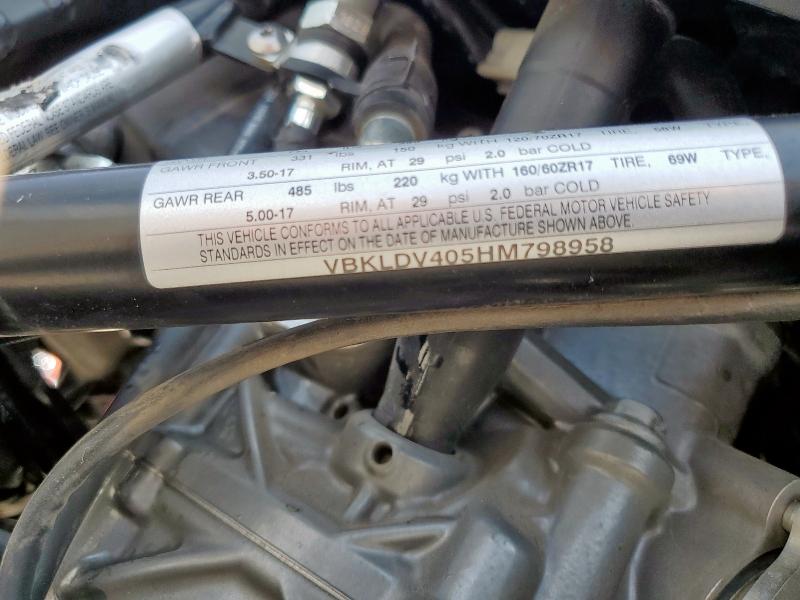 GAWR FRONT 331 lbs 150 kg WITH 120/70ZR17 TIRE, 58W TYPE,
3.50-17 RIM, AT 29 psi 2.0 bar COLD
GAWR REAR 485 lbs 220 kg WITH 160/60ZR17 TIRE, 69W TYPE,
5.00-17 RIM, AT 29 psi 2.0 bar COLD
THIS VEHICLE CONFORMS TO ALL APPLICABLE U.S. FEDERAL MOTOR VEHICLE SAFETY
STANDARDS IN EFFECT ON THE DATE OF MANUFACTURE SHOWN ABOVE.
VBKLDV405HM798958